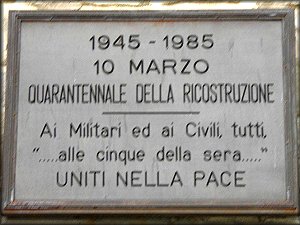 1945 - 1985
10 MARZO
QUARANTENNALE DELLA RICOSTRUZIONE
Ai Militari ed ai Civili, tutti,
".....alle cinque della sera....."
UNITI NELLA PACE